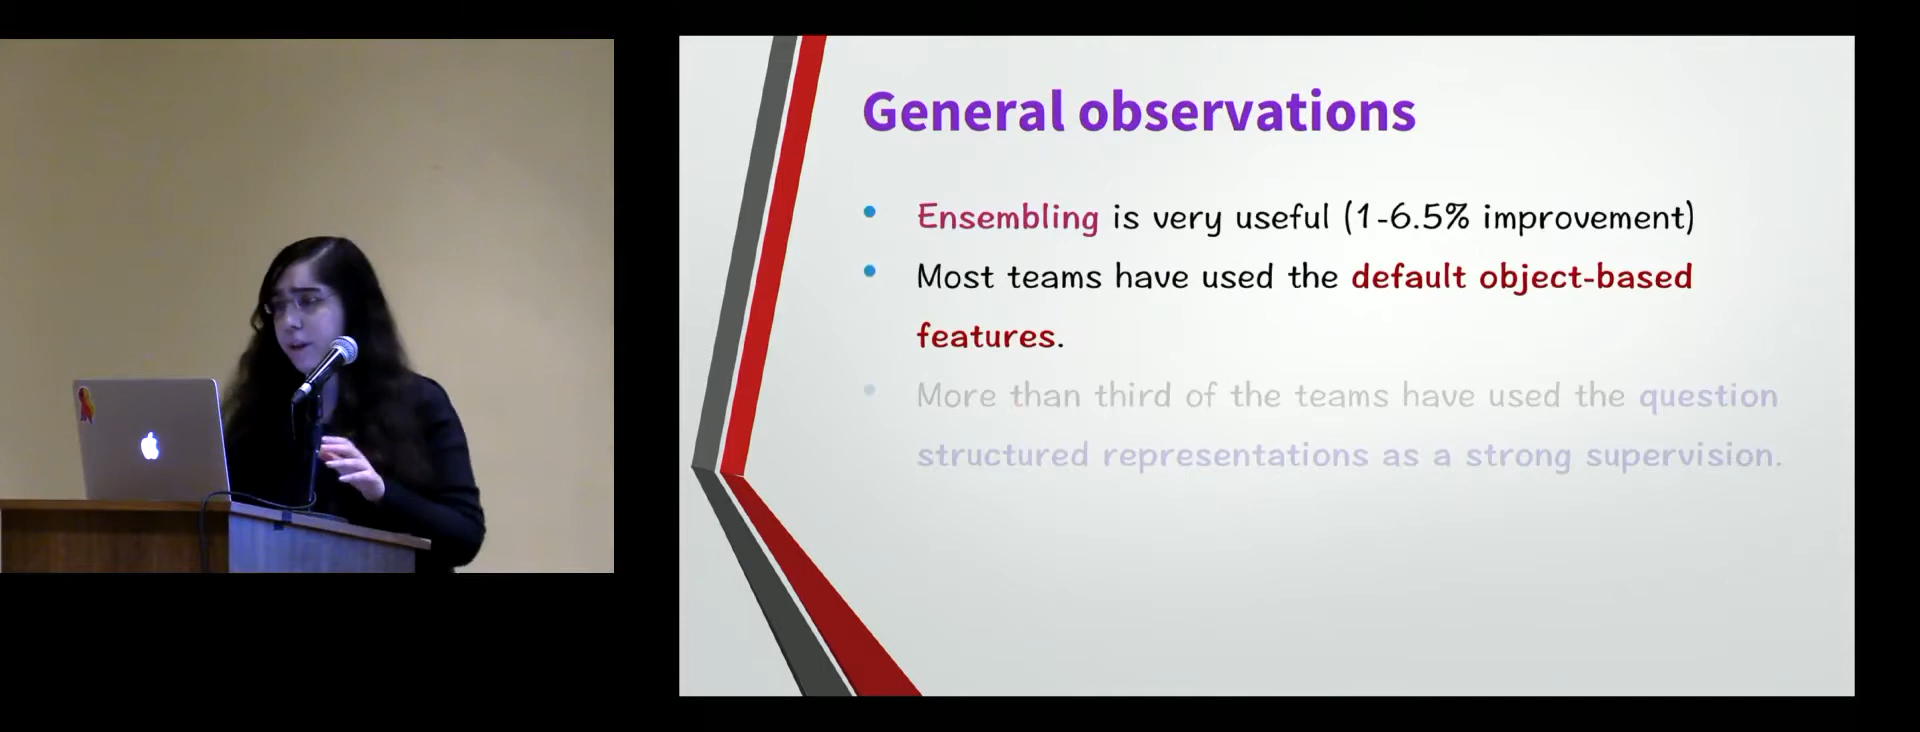 General observations
• Ensembling is very useful (1-6.5% improvement)
• Most teams have used the default object-based
features.
• More than third of the teams have used the question
structured representations as a strong supervision.